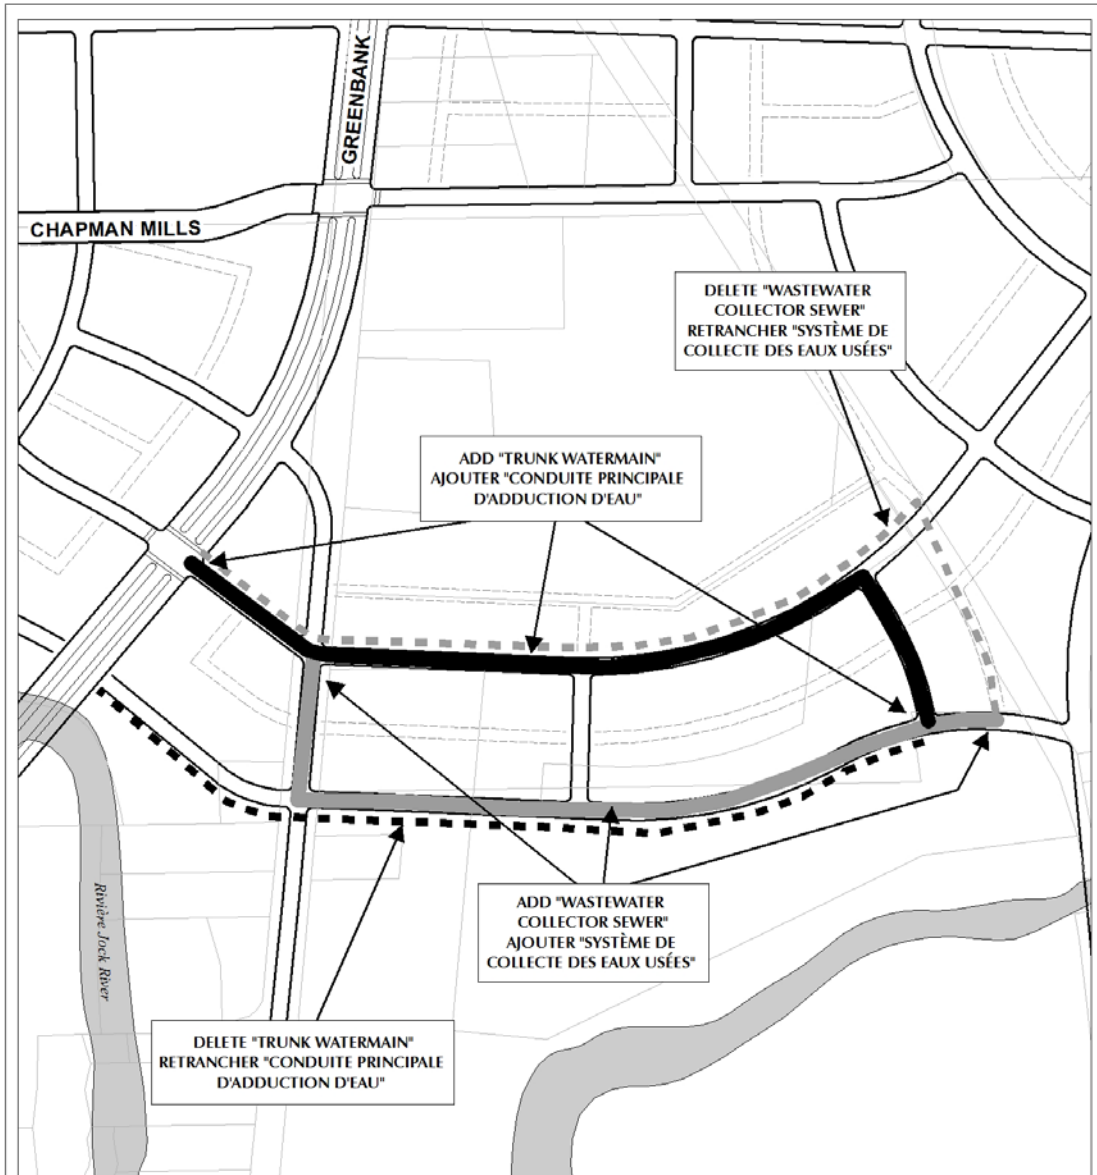 GREENBANK
CHAPMAN MILLS
DELETE "WASTEWATER
COLLECTOR SEWER"
RETRANCHER "SYSTÈME DE
COLLECTE DES EAUX USÉES"
ADD "TRUNK WATERMAIN"
AJOUTER "CONDUITE PRINCIPALE
D'ADDUCTION D'EAU"
ADD "WASTEWATER
COLLECTOR SEWER"
AJOUTER "SYSTÈME DE
COLLECTE DES EAUX USÉES"
Rivière Jock River
DELETE "TRUNK WATERMAIN"
RETRANCHER "CONDUITE PRINCIPALE
D'ADDUCTION D'EAU"